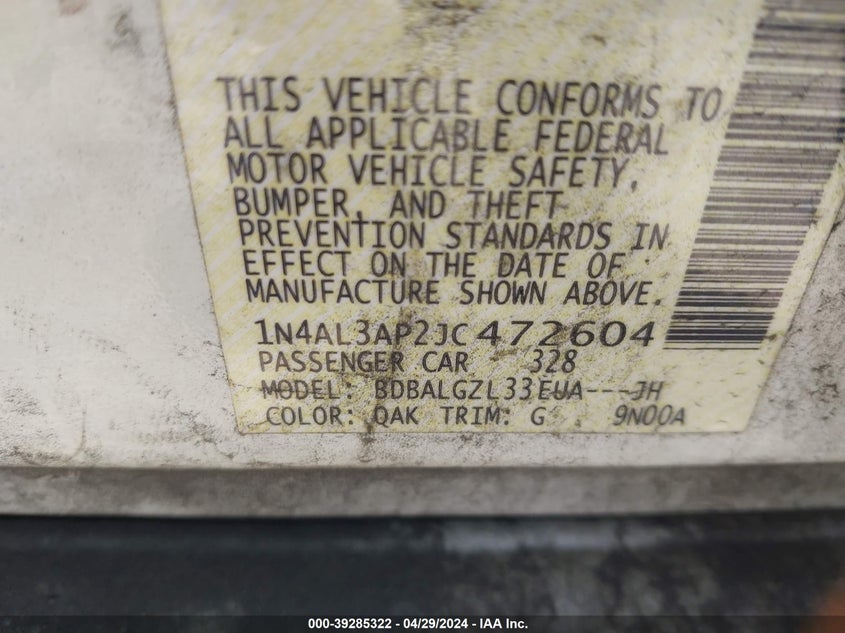 THIS VEHICLE CONFORMS TO
ALL APPLICABLE FEDERAL
MOTOR VEHICLE SAFETY,
BUMPER, AND THEFT
PREVENTION STANDARDS IN
EFFECT ON THE DATE OF
MANUFACTURE SHOWN ABOVE.
1N4AL3AP2JC472604
PASSENGER CAR 328
MODEL: BDBALGZL33EUA---JH
COLOR: QAK TRIM: G 9N00A
000-39285322 - 04/29/2024 - IAA Inc.